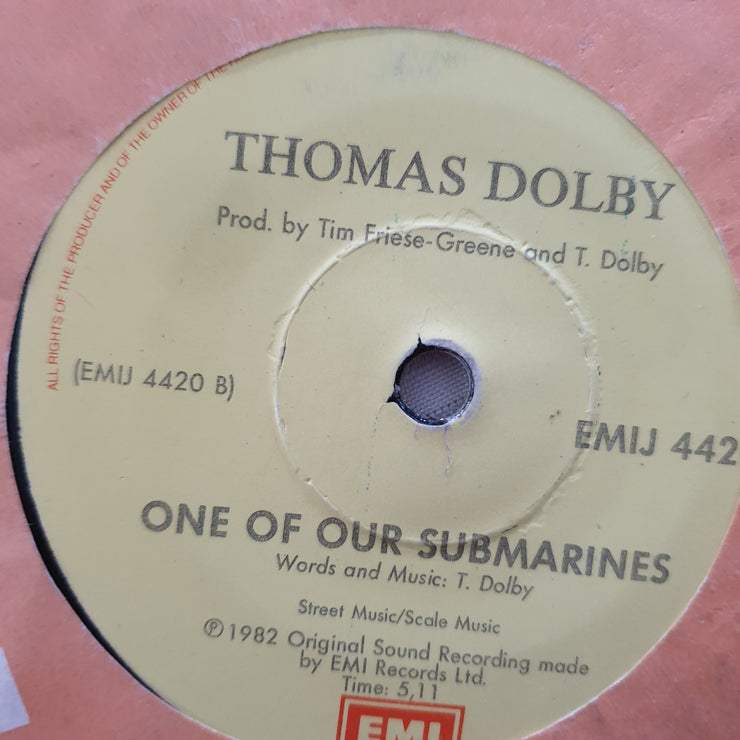 ALL RIGHTS OF THE PRODUCER AND OF THE OWNER OF THE
THOMAS DOLBY
Prod. by Tim Friese-Greene and T. Dolby
(EMIJ 4420 B)
EMIJ 442
ONE OF OUR SUBMARINES
Words and Music: T. Dolby
Street Music/Scale Music
℗ 1982 Original Sound Recording made
by EMI Records Ltd.
Time: 5,11
EMI